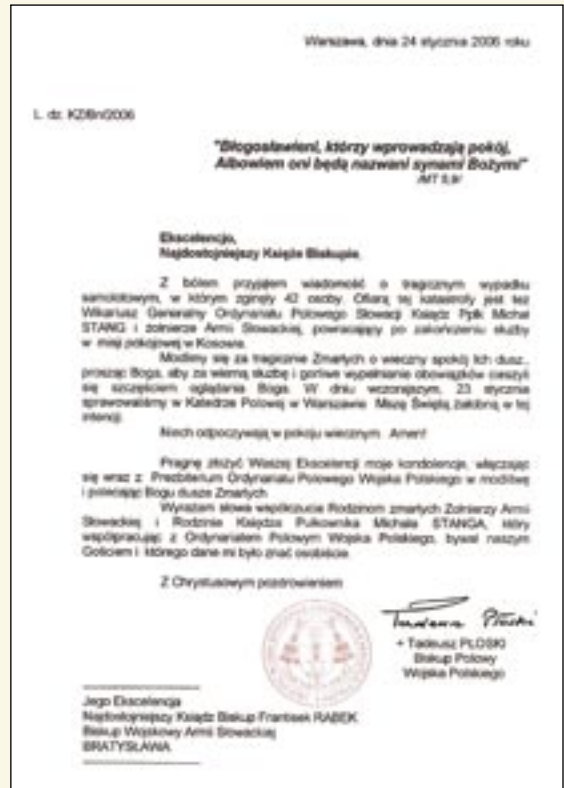 Warszawa, dnia 24 stycznia 2006 roku
L. dz. KZ/Bn/2006
"Błogosławieni, którzy wprowadzają pokój,
Albowiem oni będą nazwani synami Bożymi"
/MT 5,9/
Ekscelencjo,
Najdostojniejszy Księże Biskupie,
Z bólem przyjąłem wiadomość o tragicznym wypadku
samolotowym, w którym zginęły 42 osoby. Ofiarą tej katastrofy jest też
Wikariusz Generalny Ordynariatu Polowego Słowacji Ksiądz Ppłk Michal
STANG i żołnierze Armii Słowackiej, powracający po zakończeniu służby
w misji pokojowej w Kosowie.
Modlimy się za tragicznie Zmarłych o wieczny spokój Ich dusz,
prosząc Boga, aby za wierną służbę i gorliwe wypełnianie obowiązków cieszyli
się szczęściem oglądania Boga. W dniu wczorajszym, 23 stycznia
sprawowaliśmy w Katedrze Polowej w Warszawie Mszę Świętą żałobną w tej
intencji.
Niech odpoczywają w pokoju wiecznym. Amen!
Pragnę złożyć Waszej Ekscelencji moje kondolencje, włączając
się wraz z Prezbiterium Ordynariatu Polowego Wojska Polskiego w modlitwę
i polecając Bogu dusze Zmarłych.
Wyrażam słowa współczucia Rodzinom zmarłych Żołnierzy Armii
Słowackiej i Rodzinie Księdza Pułkownika Michala STANGA, który
współpracując z Ordynariatem Polowym Wojska Polskiego, bywał naszym
Gościem i którego dane mi było znać osobiście.
Z Chrystusowym pozdrowieniem
Tadeusz Płoski
+ Tadeusz PŁOSKI
Biskup Polowy
Wojska Polskiego
Jego Ekscelencja
Najdostojniejszy Ksiądz Biskup Frantisek RABEK
Biskup Wojskowy Armii Słowackiej
BRATYSŁAWA